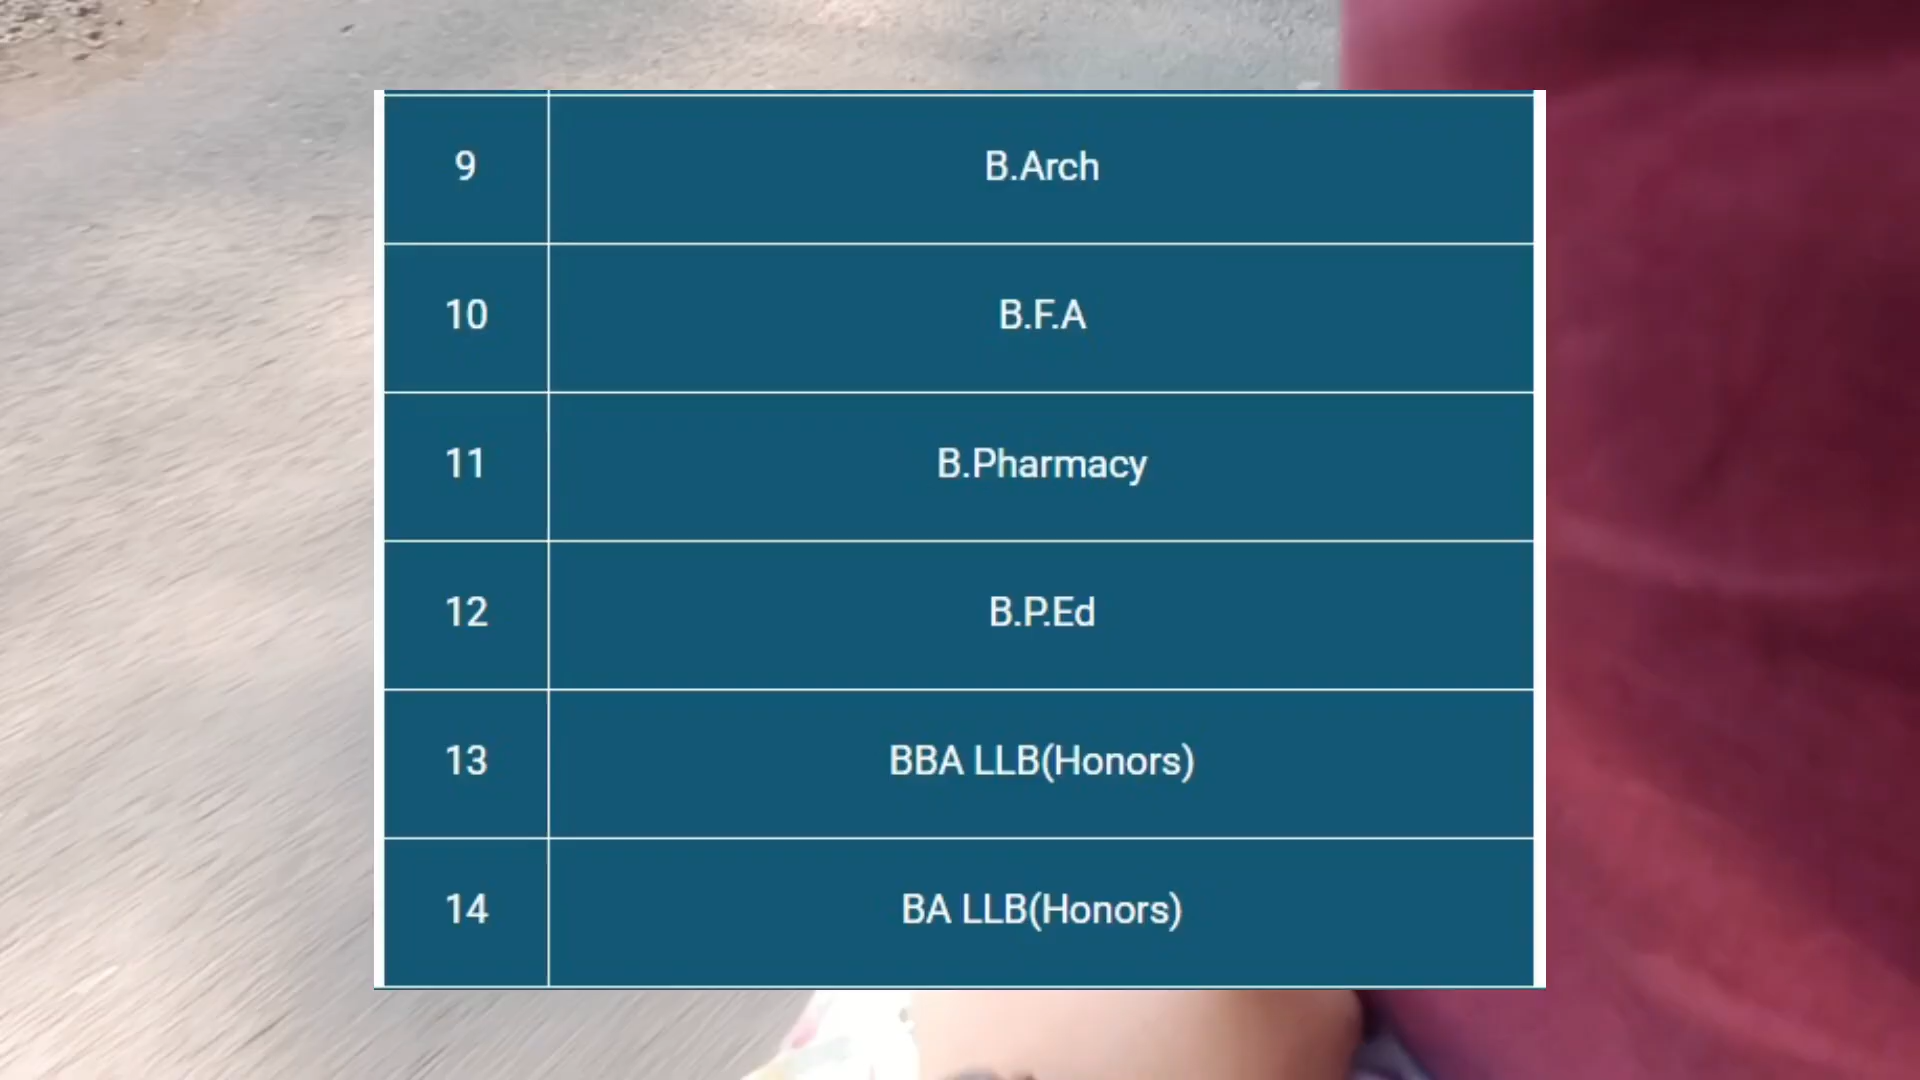 9 B.Arch
10 B.F.A
11 B.Pharmacy
12 B.P.Ed
13 BBA LLB(Honors)
14 BA LLB(Honors)